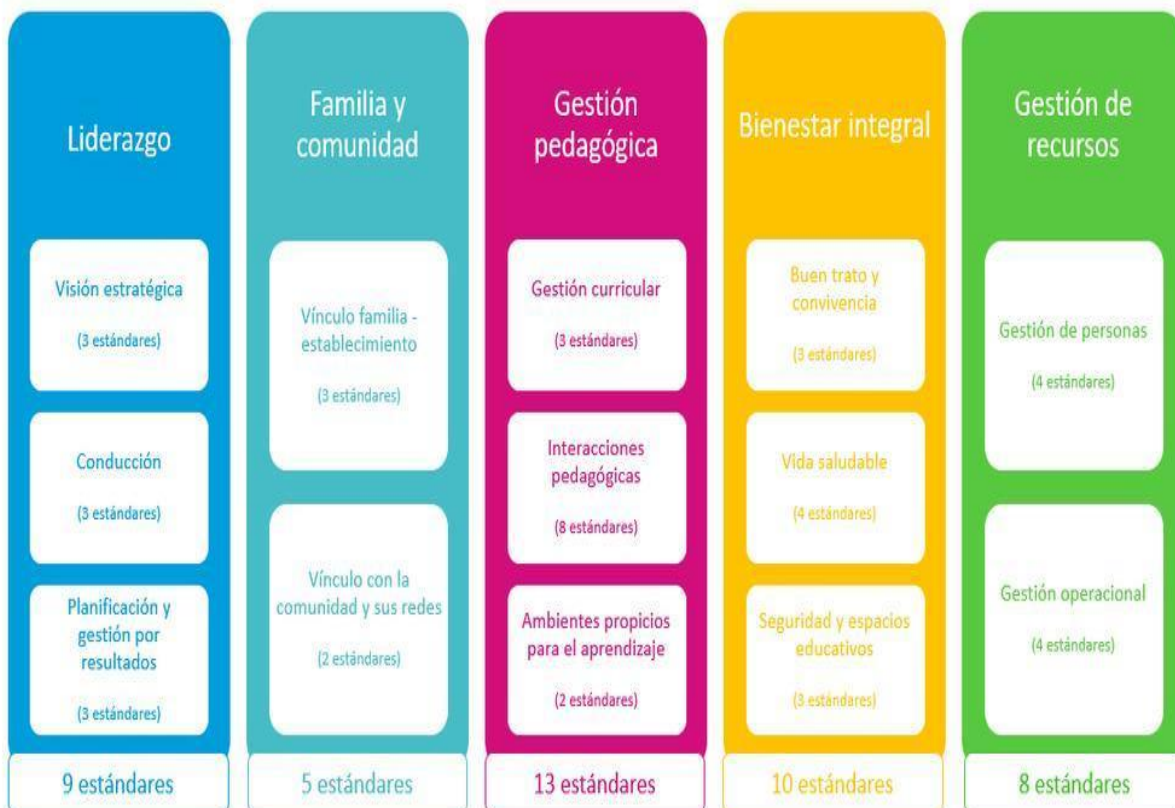 Liderazgo
Visión estratégica
(3 estándares)
Conducción
(3 estándares)
Planificación y
gestión por
resultados
(3 estándares)
9 estándares
Familia y
comunidad
Vínculo familia -
establecimiento
(3 estándares)
Vínculo con la
comunidad y sus redes
(2 estándares)
5 estándares
Gestión
pedagógica
Gestión curricular
(3 estándares)
Interacciones
pedagógicas
(8 estándares)
Ambientes propicios
para el aprendizaje
(2 estándares)
13 estándares
Bienestar integral
Buen trato y
convivencia
(3 estándares)
Vida saludable
(4 estándares)
Seguridad y espacios
educativos
(3 estándares)
10 estándares
Gestión de
recursos
Gestión de personas
(4 estándares)
Gestión operacional
(4 estándares)
8 estándares